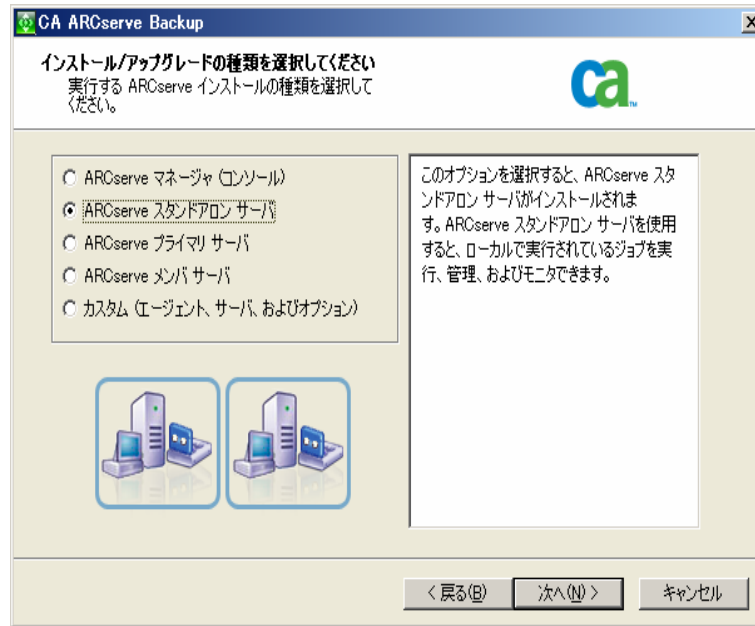 CA ARCserve Backup
インストール/アップグレードの種類を選択してください
実行する ARCserve インストールの種類を選択して
ください。
ca
TM
ARCserve マネージャ (コンソール)
ARCserve スタンドアロン サーバ
ARCserve プライマリ サーバ
ARCserve メンバ サーバ
カスタム (エージェント、サーバ、およびオプション)
このオプションを選択すると、ARCserve スタ
ンドアロン サーバがインストールされま
す。ARCserve スタンドアロン サーバを使用
すると、ローカルで実行されているジョブを実
行、管理、およびモニタできます。
< 戻る(B)
次へ(N) >
キャンセル